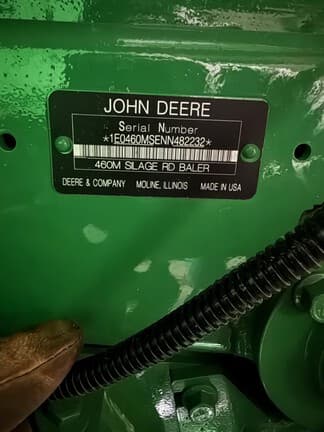 JOHN DEERE
Serial Number
*1E0460MSENN482232*
460M SILAGE RD BALER
DEERE & COMPANY MOLINE, ILLINOIS MADE IN USA